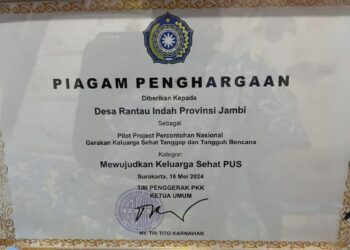 PIAGAM PENGHARGAAN
Diberikan Kepada
Desa Rantau Indah Provinsi Jambi
Sebagai
Pilot Project Percontohan Nasional
Gerakan Keluarga Sehat Tanggap dan Tangguh Bencana
Kategori
Mewujudkan Keluarga Sehat PUS
Surakarta, 16 Mei 2024
TIM PENGGERAK PKK
KETUA UMUM
NY. TRI TITO KARNAVIAN